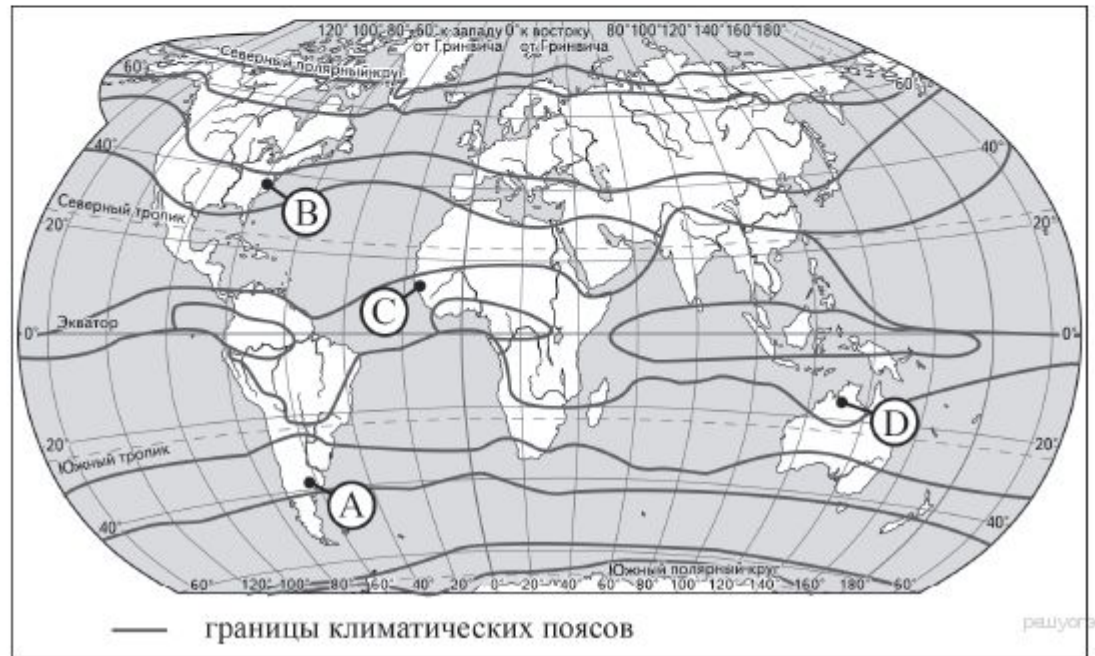 120° 100° 80° 60° к западу 0° к востоку 80° 100° 120° 140° 160° 180°
от Гринвича от Гринвича
Северный полярный круг
60° 60°
40° 40°
B
Северный тропик
20° 20°
C
Экватор
0° 0°
D
20° 20°
Южный тропик
A
40° 40°
Южный полярный круг
60° 120° 100° 80° 60° 40° 20° 0° 20° 40° 60° 80° 100° 120° 140° 160° 180° 60°
границы климатических поясов
решуогэ